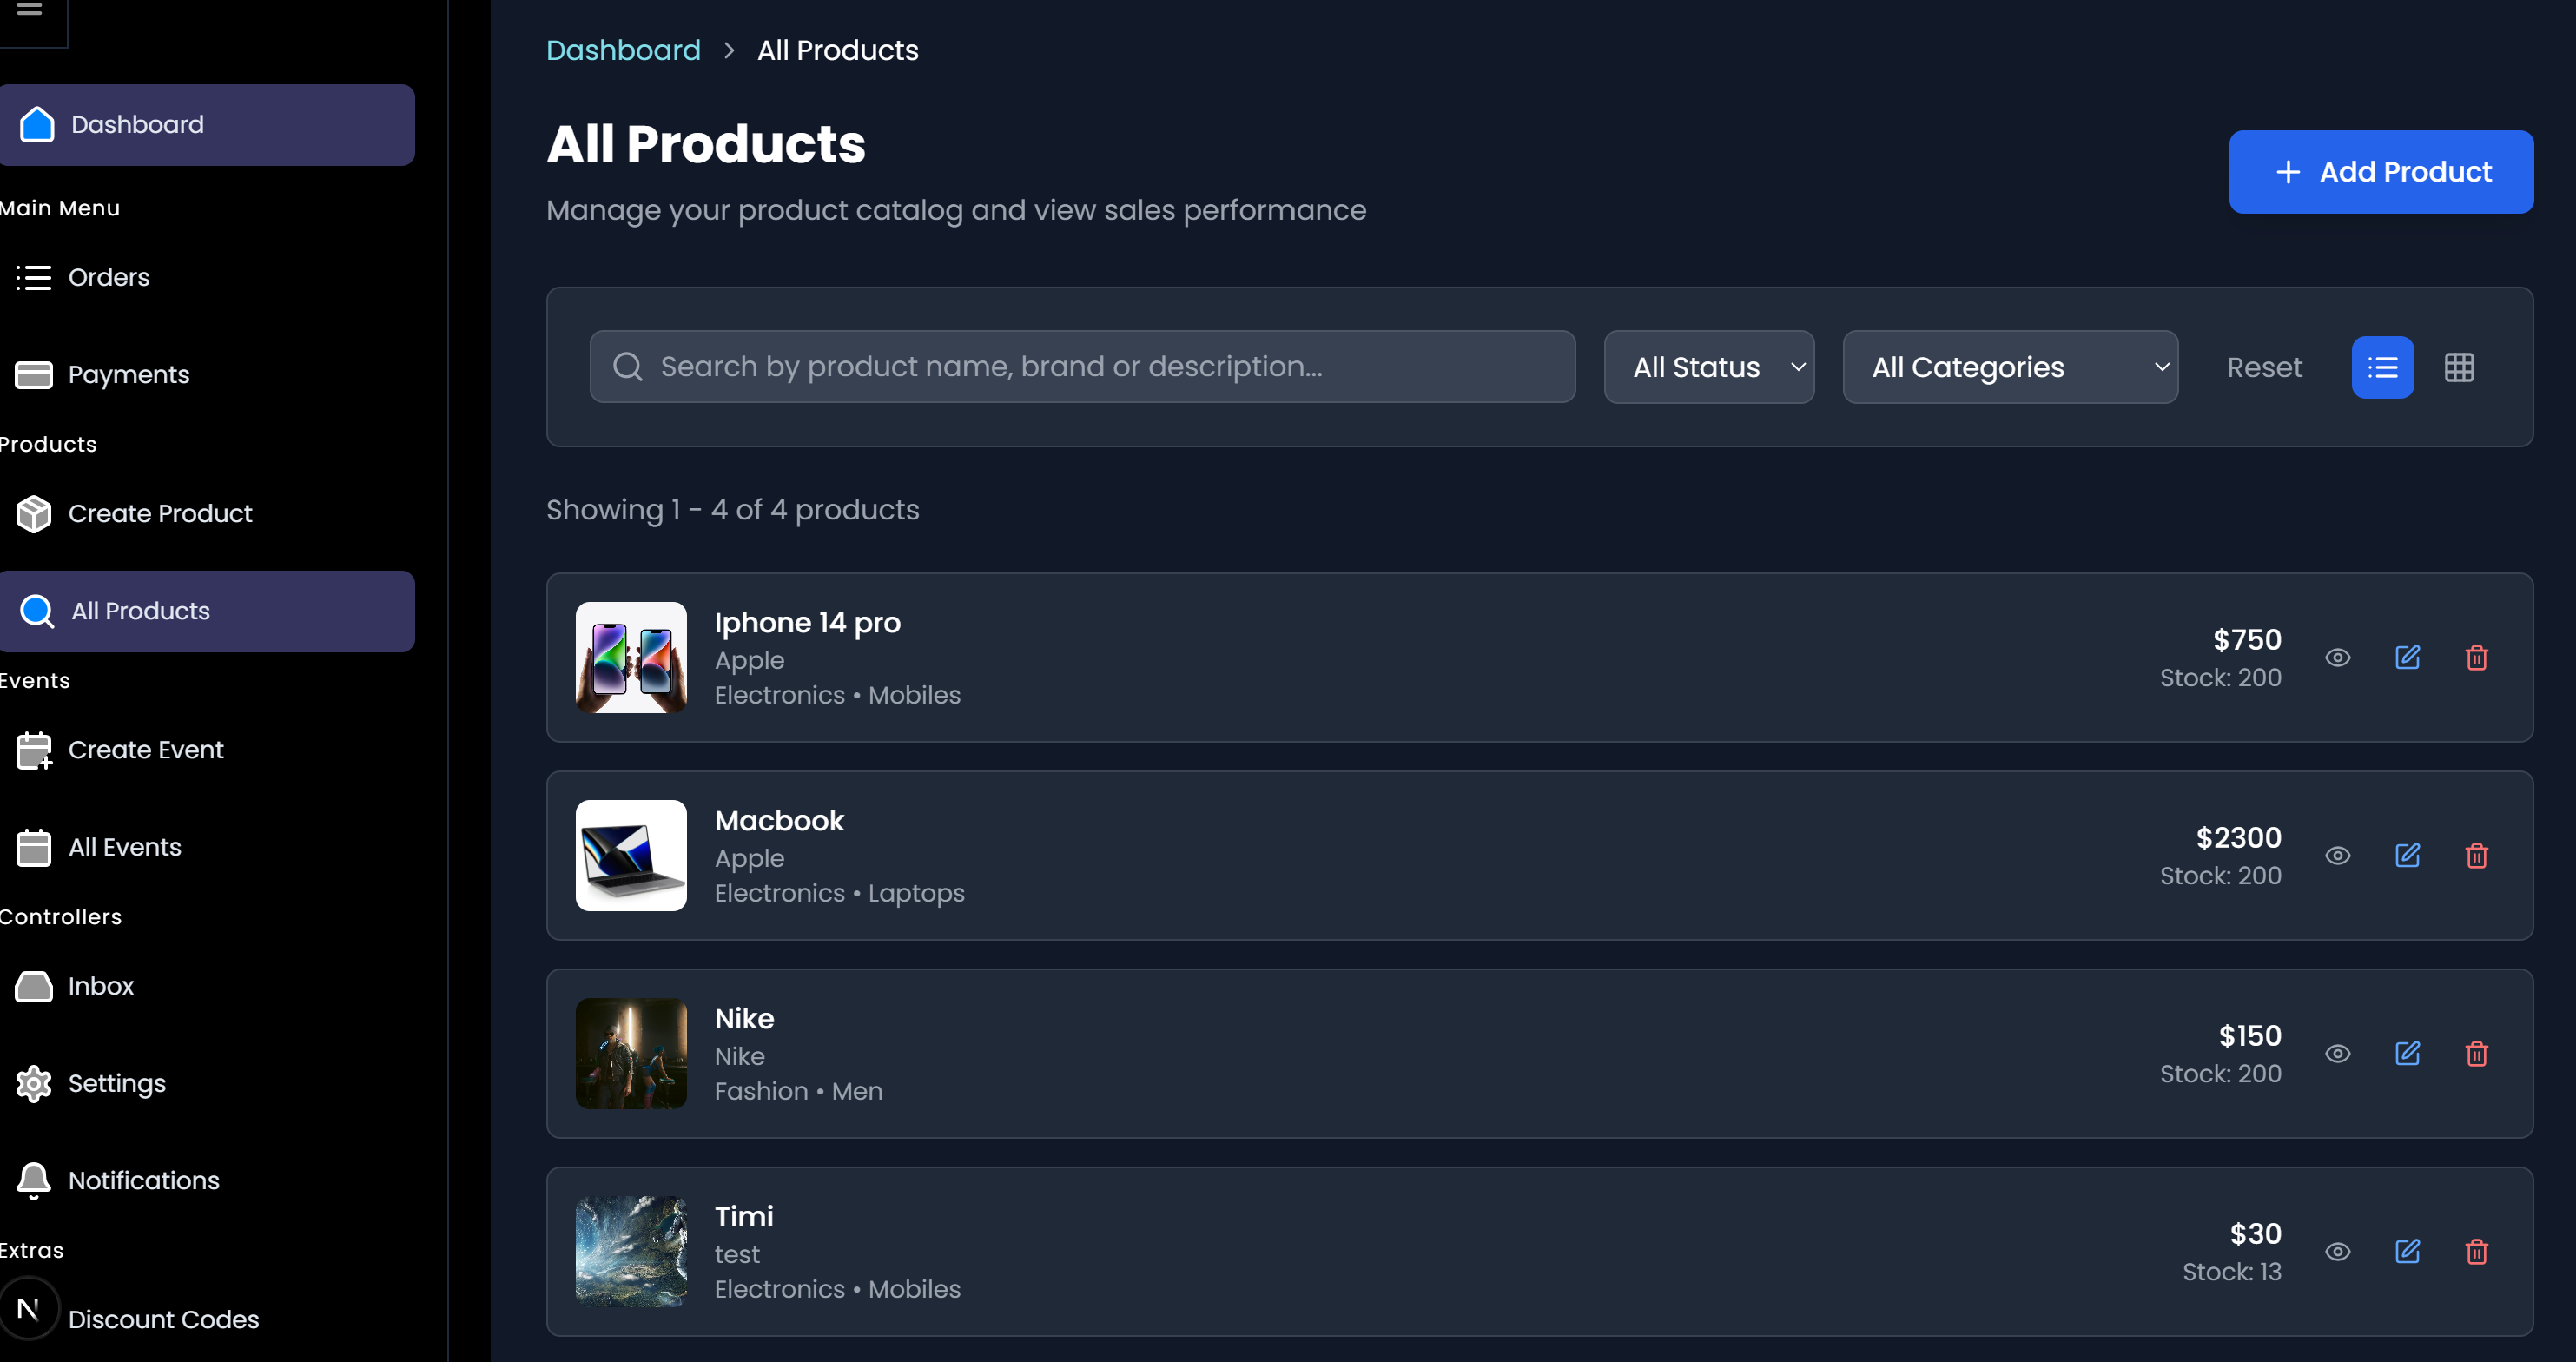 Dashboard
Main Menu
Orders
Payments
Products
Create Product
All Products
Events
Create Event
All Events
Controllers
Inbox
Settings
Notifications
Extras
N
Discount Codes
Dashboard > All Products
All Products
Manage your product catalog and view sales performance
+ Add Product
Search by product name, brand or description...
All Status
All Categories
Reset
Showing 1 - 4 of 4 products
Iphone 14 pro
Apple
Electronics • Mobiles
$750
Stock: 200
Macbook
Apple
Electronics • Laptops
$2300
Stock: 200
Nike
Nike
Fashion • Men
$150
Stock: 200
Timi
test
Electronics • Mobiles
$30
Stock: 13